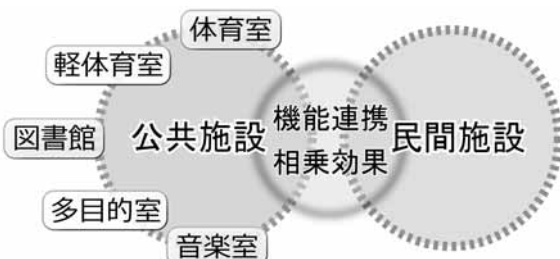 体育室
軽体育室
図書館
多目的室
音楽室
公共施設
機能連携
相乗効果
民間施設